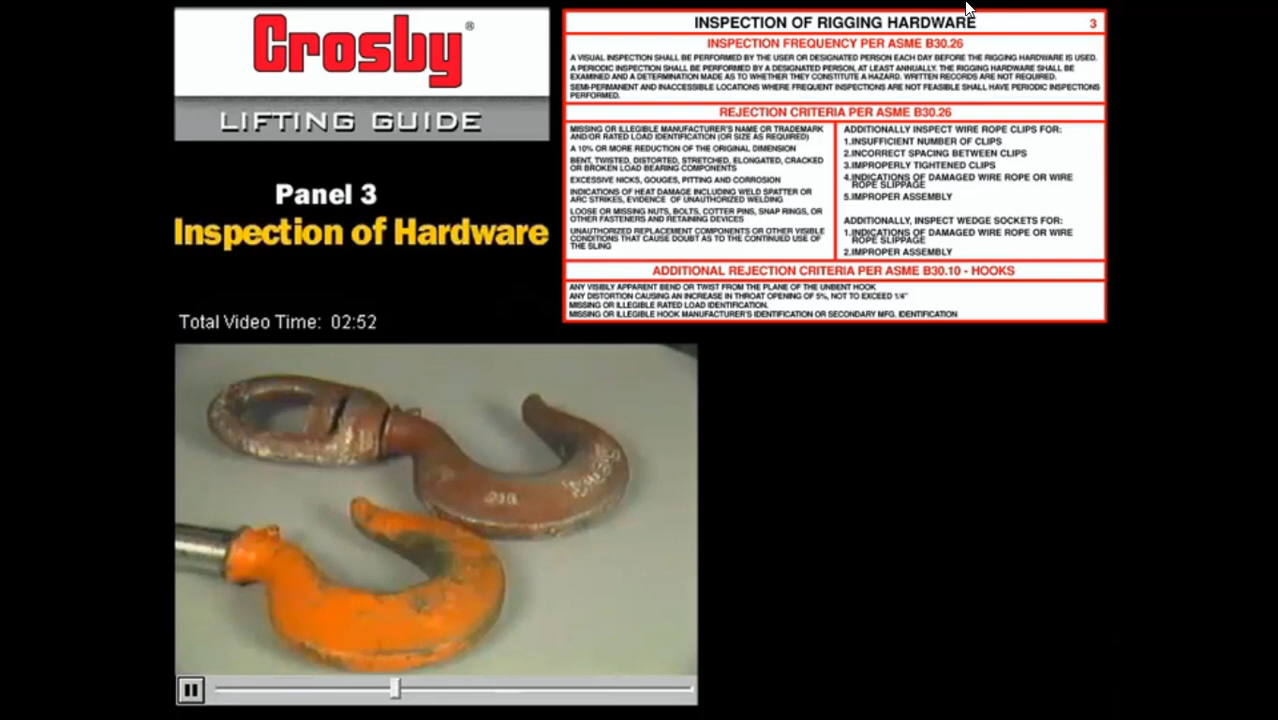 Crosby®
LIFTING GUIDE
Panel 3
Inspection of Hardware
Total Video Time: 02:52
INSPECTION OF RIGGING HARDWARE 3
INSPECTION FREQUENCY PER ASME B30.26
A VISUAL INSPECTION SHALL BE PERFORMED BY THE USER OR DESIGNATED PERSON EACH DAY BEFORE THE RIGGING HARDWARE IS USED.
A PERIODIC INSPECTION SHALL BE PERFORMED BY A DESIGNATED PERSON, AT LEAST ANNUALLY. THE RIGGING HARDWARE SHALL BE
EXAMINED AND A DETERMINATION MADE AS TO WHETHER THEY CONSTITUTE A HAZARD. WRITTEN RECORDS ARE NOT REQUIRED.
SEMI-PERMANENT AND INACCESSIBLE LOCATIONS WHERE FREQUENT INSPECTIONS ARE NOT FEASIBLE SHALL HAVE PERIODIC INSPECTIONS
PERFORMED.
REJECTION CRITERIA PER ASME B30.26
MISSING OR ILLEGIBLE MANUFACTURER'S NAME OR TRADEMARK
AND/OR RATED LOAD IDENTIFICATION (OR SIZE AS REQUIRED)
A 10% OR MORE REDUCTION OF THE ORIGINAL DIMENSION
BENT, TWISTED, DISTORTED, STRETCHED, ELONGATED, CRACKED
OR BROKEN LOAD BEARING COMPONENTS
EXCESSIVE NICKS, GOUGES, PITTING AND CORROSION
INDICATIONS OF HEAT DAMAGE INCLUDING WELD SPATTER OR
ARC STRIKES, EVIDENCE OF UNAUTHORIZED WELDING
LOOSE OR MISSING NUTS, BOLTS, COTTER PINS, SNAP RINGS, OR
OTHER FASTENERS AND RETAINING DEVICES
UNAUTHORIZED REPLACEMENT COMPONENTS OR OTHER VISIBLE
CONDITIONS THAT CAUSE DOUBT AS TO THE CONTINUED USE OF
THE SLING
ADDITIONALLY INSPECT WIRE ROPE CLIPS FOR:
1.INSUFFICIENT NUMBER OF CLIPS
2.INCORRECT SPACING BETWEEN CLIPS
3.IMPROPERLY TIGHTENED CLIPS
4.INDICATIONS OF DAMAGED WIRE ROPE OR WIRE
ROPE SLIPPAGE
5.IMPROPER ASSEMBLY
ADDITIONALLY, INSPECT WEDGE SOCKETS FOR:
1.INDICATIONS OF DAMAGED WIRE ROPE OR WIRE
ROPE SLIPPAGE
2.IMPROPER ASSEMBLY
ADDITIONAL REJECTION CRITERIA PER ASME B30.10 - HOOKS
ANY VISIBLY APPARENT BEND OR TWIST FROM THE PLANE OF THE UNBENT HOOK
ANY DISTORTION CAUSING AN INCREASE IN THROAT OPENING OF 5%, NOT TO EXCEED 1/4"
MISSING OR ILLEGIBLE RATED LOAD IDENTIFICATION.
MISSING OR ILLEGIBLE HOOK MANUFACTURER'S IDENTIFICATION OR SECONDARY MFG. IDENTIFICATION